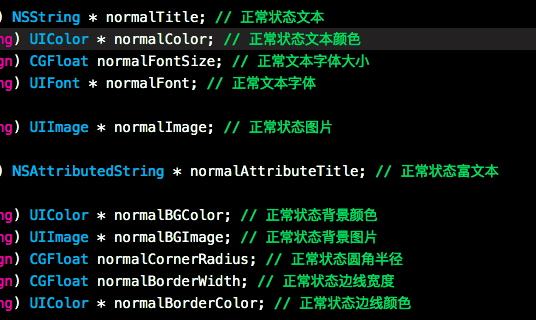 ) NSString * normalTitle; // 正常状态文本
ng) UIColor * normalColor; // 正常状态文本颜色
gn) CGFloat normalFontSize; // 正常文本字体大小
ng) UIFont * normalFont; // 正常文本字体
ng) UIImage * normalImage; // 正常状态图片
) NSAttributedString * normalAttributeTitle; // 正常状态富文本
ng) UIColor * normalBGColor; // 正常状态背景颜色
ng) UIImage * normalBGImage; // 正常状态背景图片
gn) CGFloat normalCornerRadius; // 正常状态圆角半径
gn) CGFloat normalBorderWidth; // 正常状态边线宽度
ng) UIColor * normalBorderColor; // 正常状态边线颜色